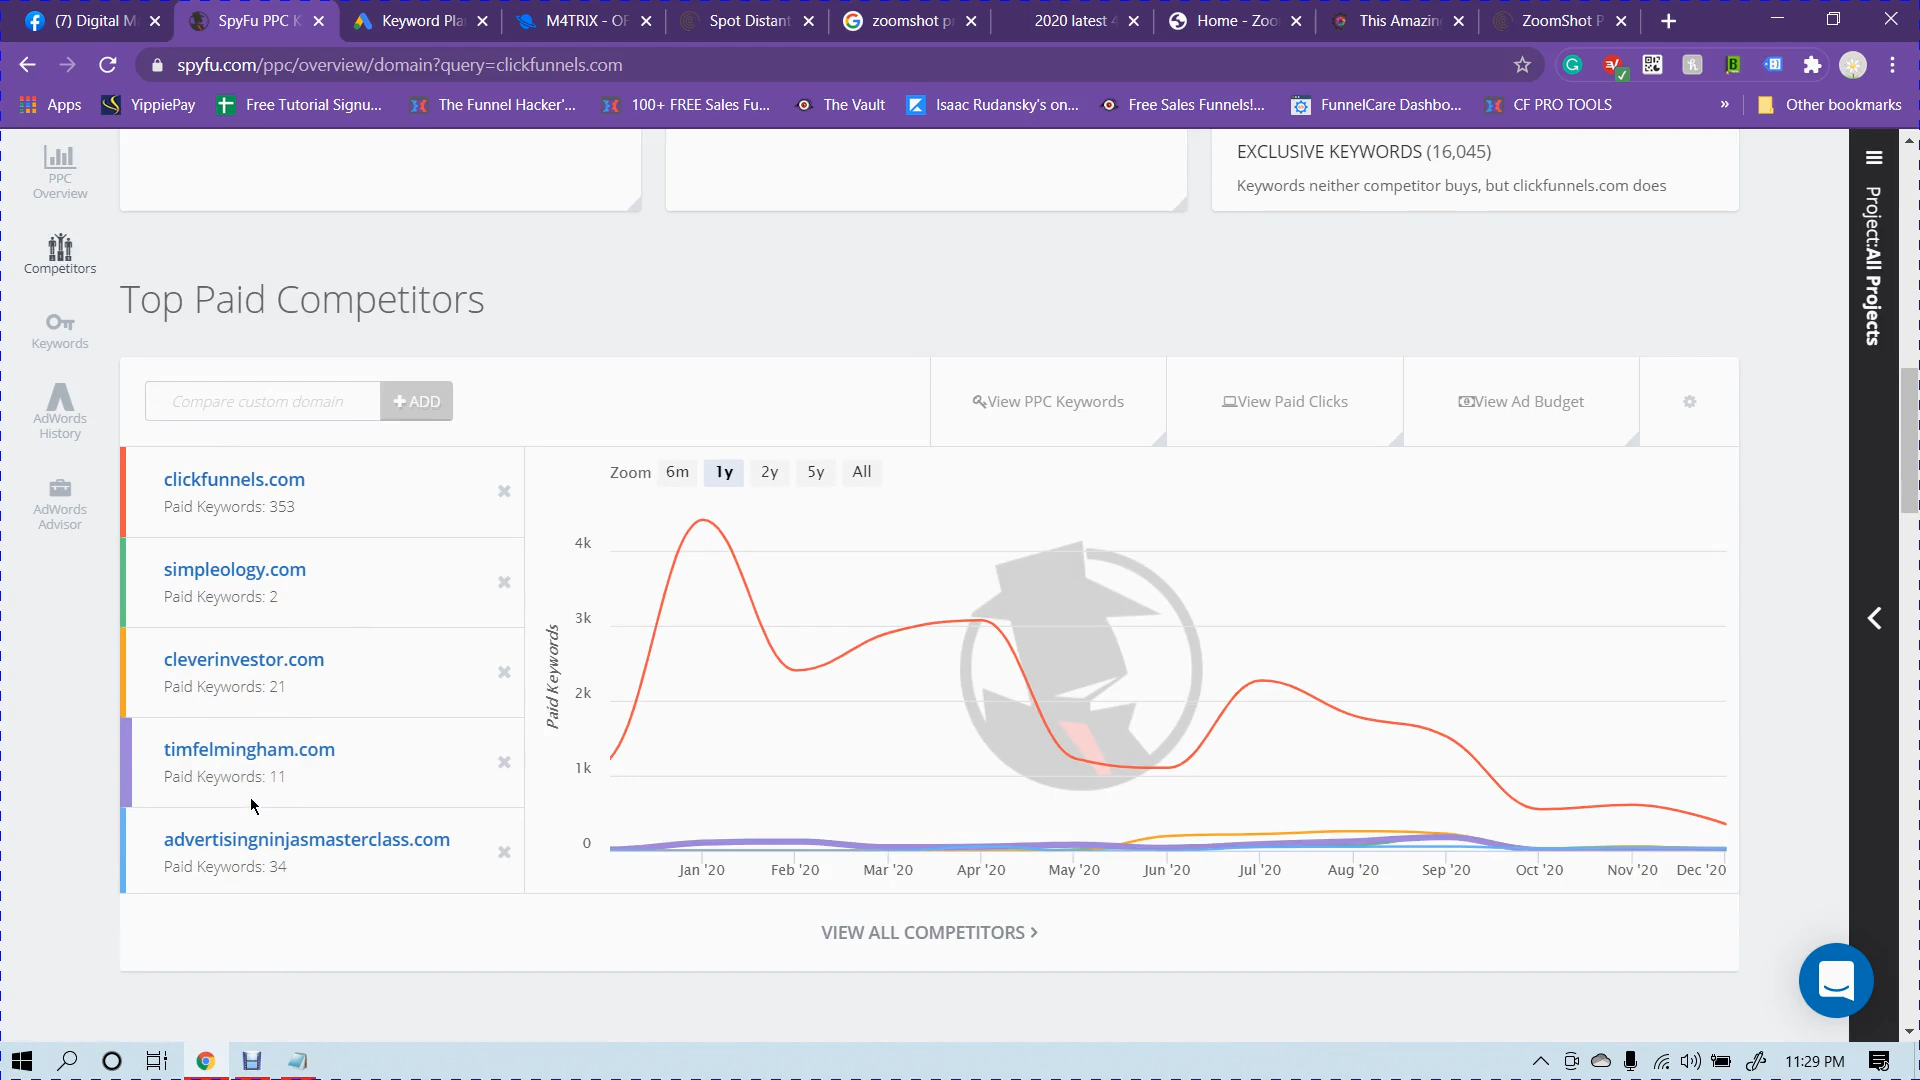 (7) Digital M
SpyFu PPC K
Keyword Pla
M4TRIX - OF
Spot Distant
zoomshot p
2020 latest 4
Home - Zoo
This Amazin
ZoomShot P
spyfu.com/ppc/overview/domain?query=clickfunnels.com
Apps
YippiePay
Free Tutorial Signu...
The Funnel Hacker'...
100+ FREE Sales Fu...
The Vault
Isaac Rudansky's on...
Free Sales Funnels!...
FunnelCare Dashbo...
CF PRO TOOLS
»
Other bookmarks
PPC
Overview
Competitors
Keywords
AdWords
History
AdWords
Advisor
EXCLUSIVE KEYWORDS (16,045)
Keywords neither competitor buys, but clickfunnels.com does
Project:All Projects
Top Paid Competitors
Compare custom domain
+ ADD
View PPC Keywords
View Paid Clicks
View Ad Budget
clickfunnels.com
Paid Keywords: 353
simpleology.com
Paid Keywords: 2
cleverinvestor.com
Paid Keywords: 21
timfelmingham.com
Paid Keywords: 11
advertisingninjasmasterclass.com
Paid Keywords: 34
Zoom 6m 1y 2y 5y All
Paid Keywords
4k
3k
2k
1k
0
Jan '20 Feb '20 Mar '20 Apr '20 May '20 Jun '20 Jul '20 Aug '20 Sep '20 Oct '20 Nov '20 Dec '20
VIEW ALL COMPETITORS >
11:29 PM